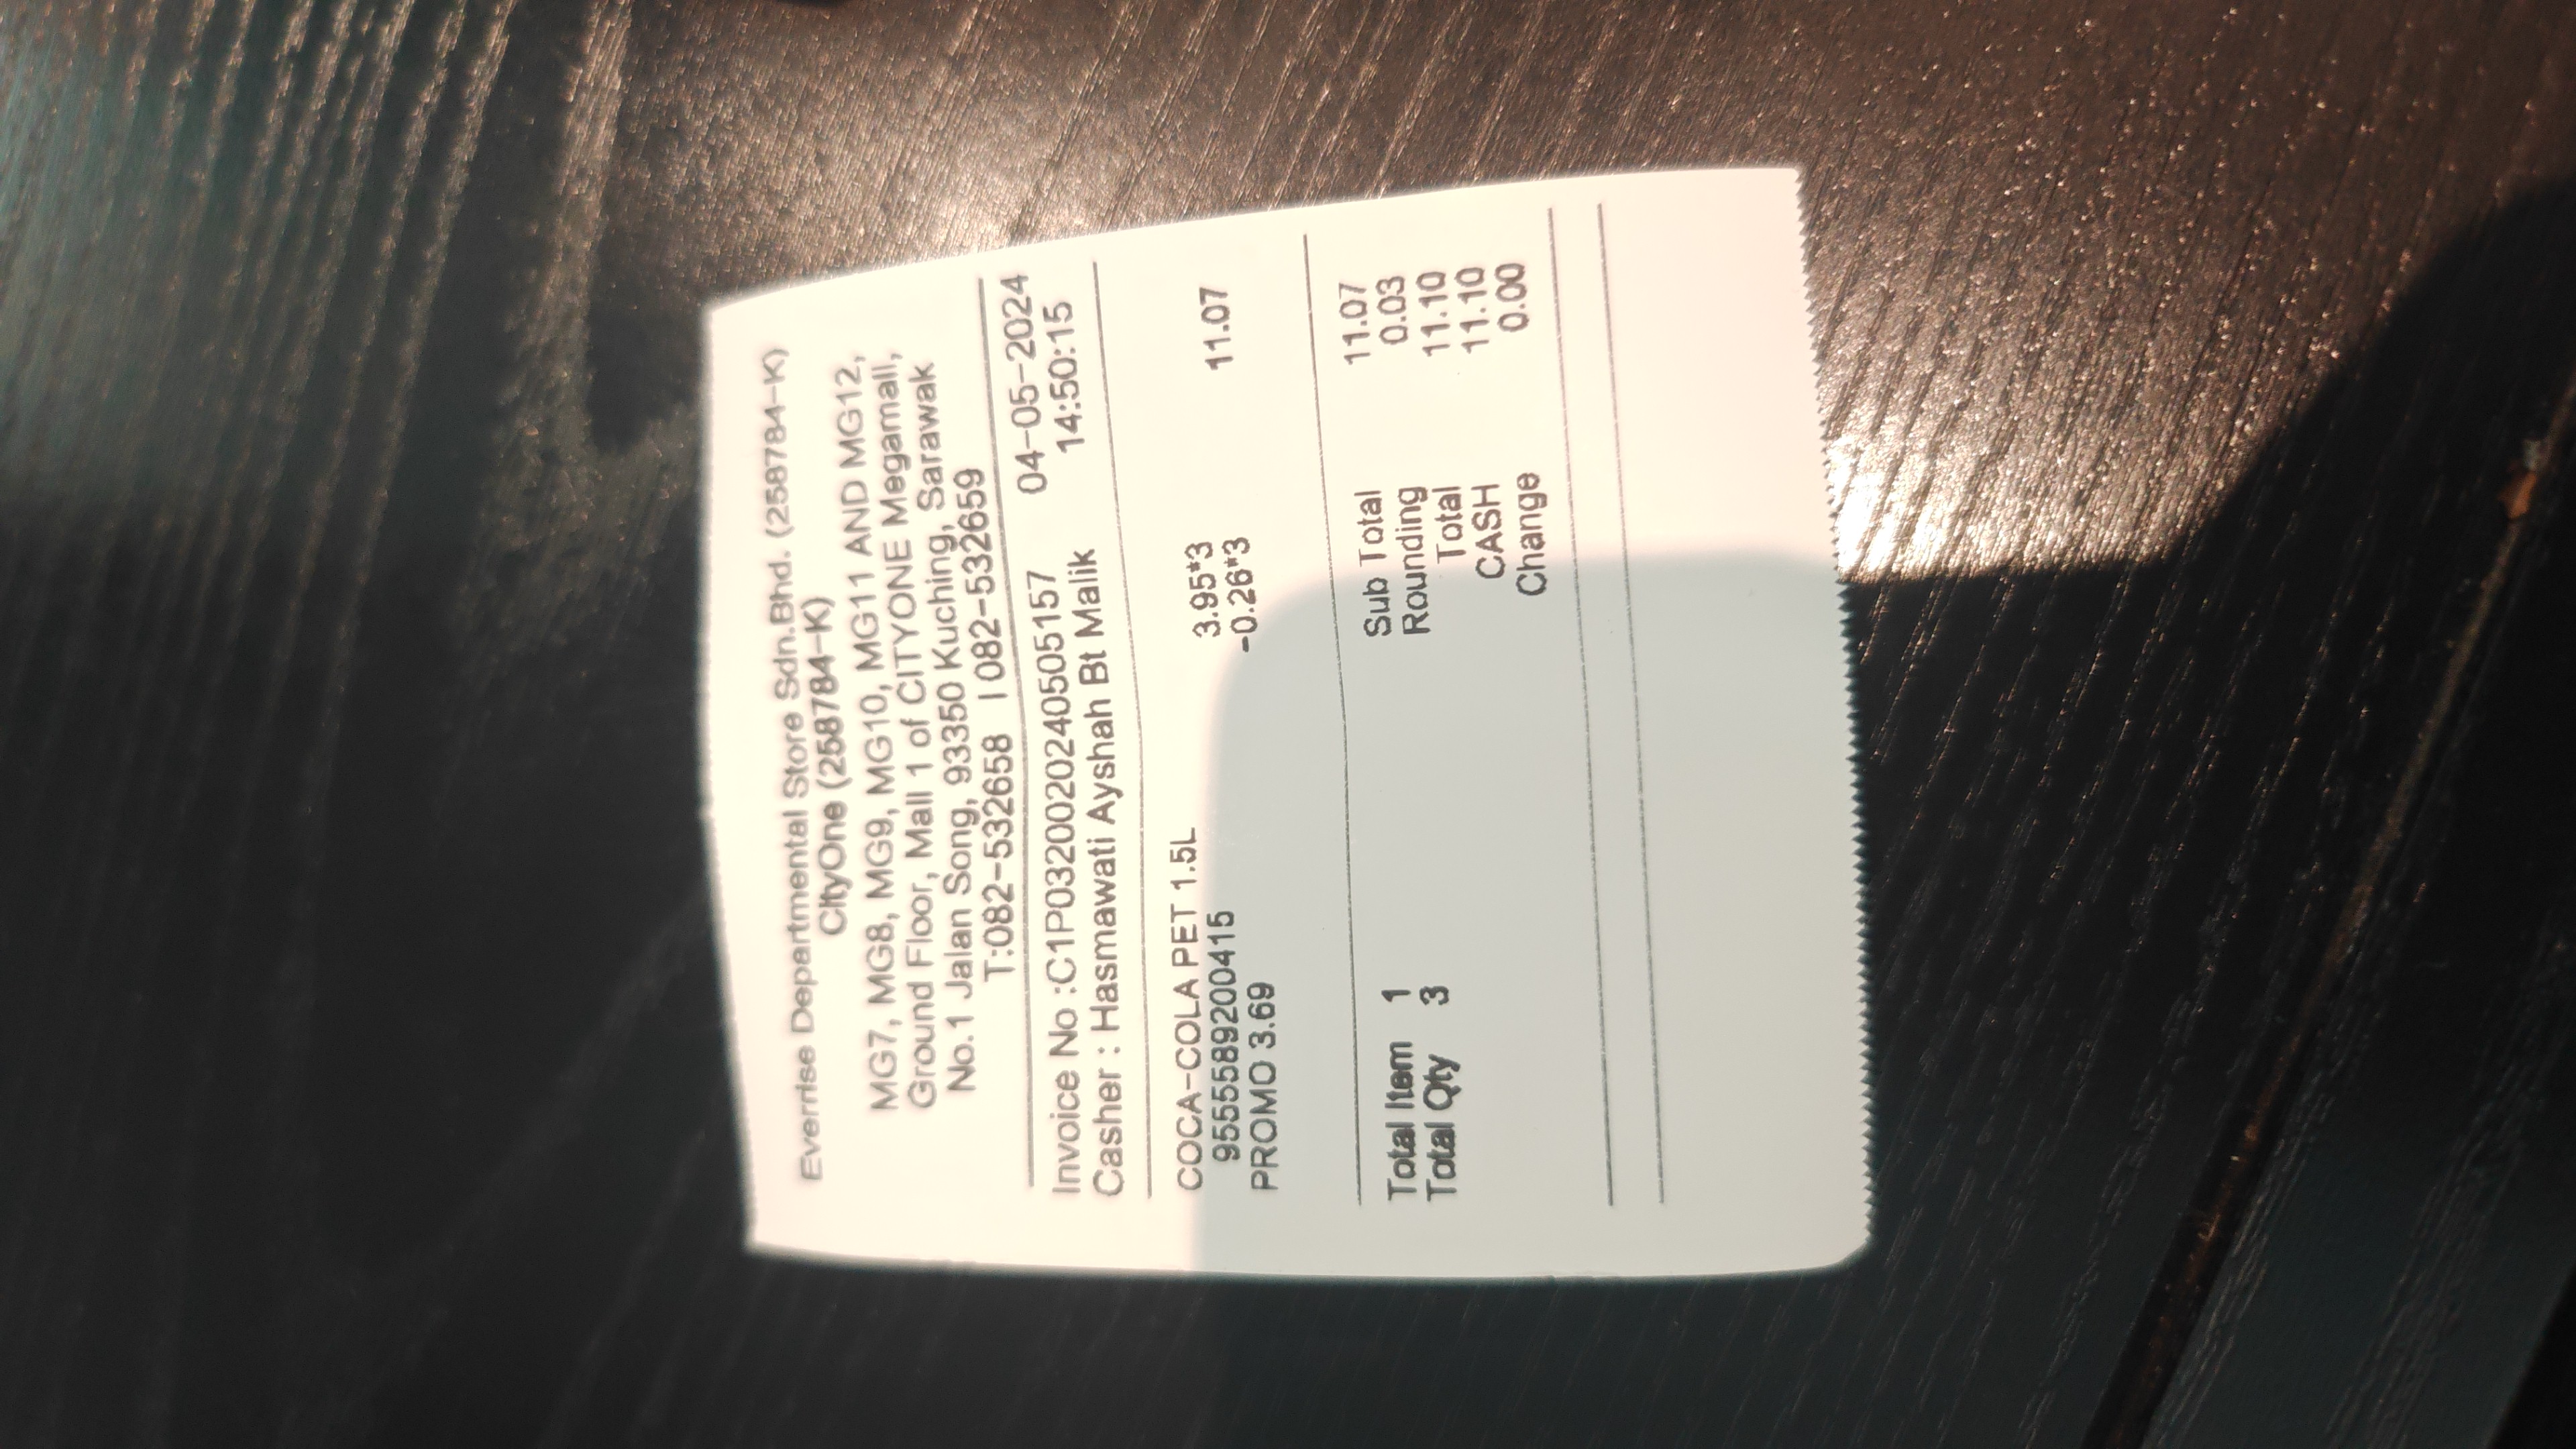 Everrise Departmental Store Sdn.Bhd. (258784-K)
CityOne (258784-K)
MG7, MG8, MG9, MG10, MG11 AND MG12,
Ground Floor, Mall 1 of CITYONE Megamall,
No.1 Jalan Song, 93350 Kuching, Sarawak
T:082-532658 | 082-532659
Invoice No :C1P0320020240505157 04-05-2024
Casher : Hasmawati Ayshah Bt Malik 14:50:15
COCA-COLA PET 1.5L
9555589200415 3.95*3 11.07
PROMO 3.69 -0.26*3
Sub Total 11.07
Total Item 1 Rounding 0.03
Total Qty 3 Total 11.10
CASH 11.10
Change 0.00